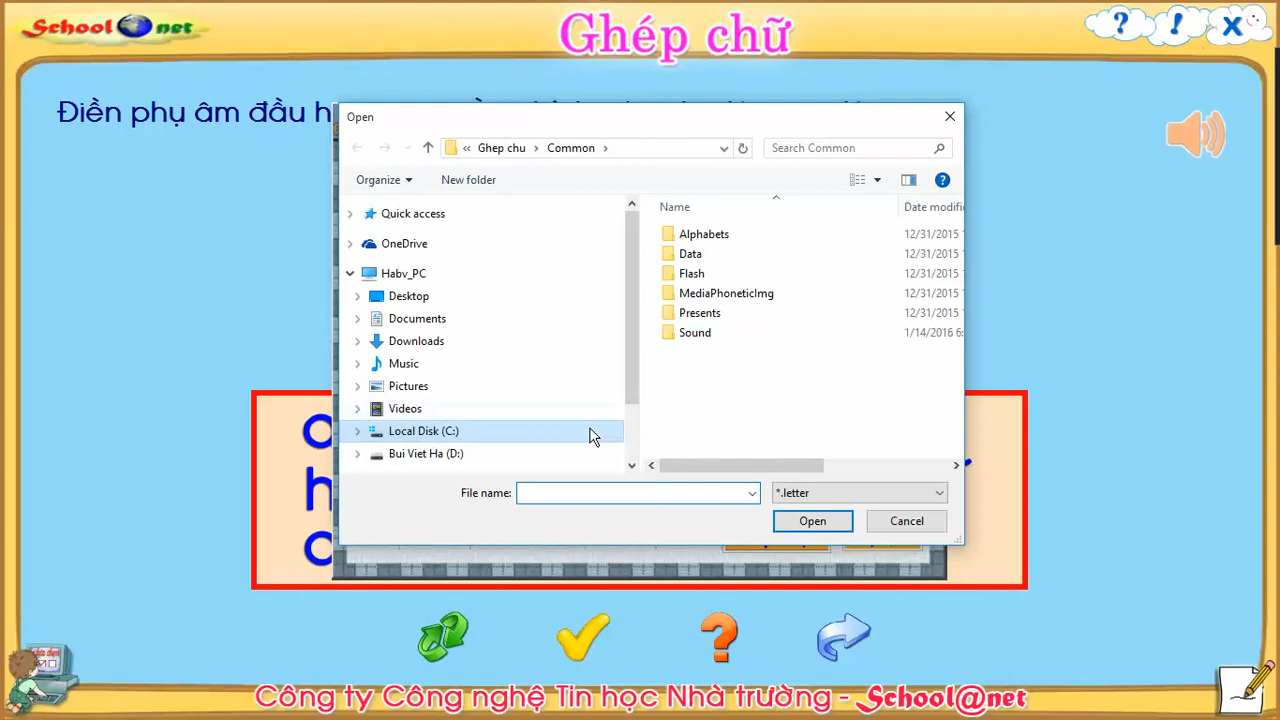 School net
Ghép chữ
? ! X
Điền phụ âm đầu h
Open
« Ghep chu › Common ›
Search Common
Organize
New folder
Name
Date modifi
Quick access
OneDrive
Habv_PC
Desktop
Documents
Downloads
Music
Pictures
Videos
Local Disk (C:)
Bui Viet Ha (D:)
Alphabets 12/31/2015
Data 12/31/2015
Flash 12/31/2015
MediaPhoneticImg 12/31/2015
Presents 12/31/2015
Sound 1/14/2016 6:
File name:
*.letter
Open
Cancel
h
Công ty Công nghệ Tin học Nhà trường - School@net